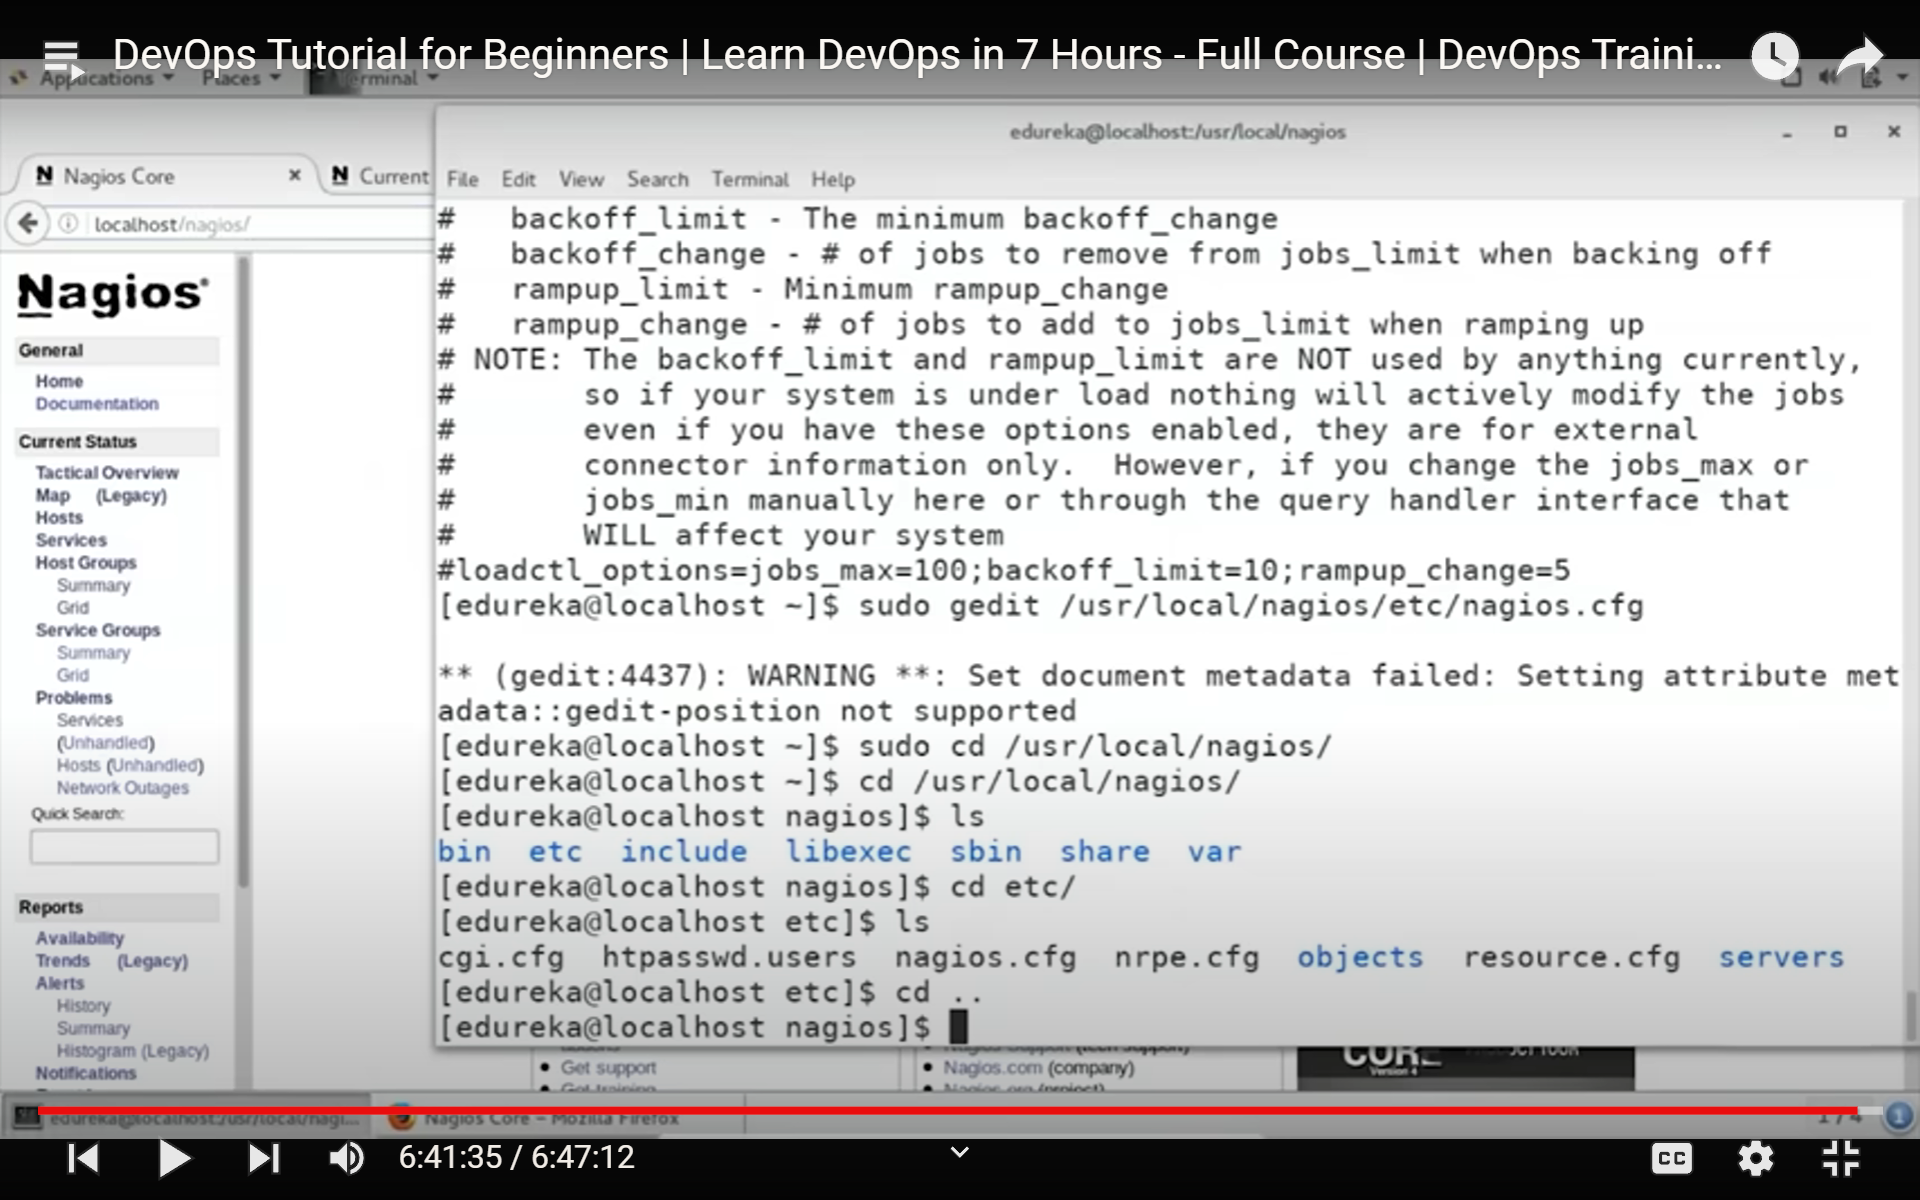 DevOps Tutorial for Beginners | Learn DevOps in 7 Hours - Full Course | DevOps Traini...
Applications Places Terminal
edureka@localhost:/usr/local/nagios
Nagios Core
Current
localhost/nagios/
File Edit View Search Terminal Help
# backoff_limit - The minimum backoff_change
# backoff_change - # of jobs to remove from jobs_limit when backing off
# rampup_limit - Minimum rampup_change
# rampup_change - # of jobs to add to jobs_limit when ramping up
# NOTE: The backoff_limit and rampup_limit are NOT used by anything currently,
# so if your system is under load nothing will actively modify the jobs
# even if you have these options enabled, they are for external
# connector information only. However, if you change the jobs_max or
# jobs_min manually here or through the query handler interface that
# WILL affect your system
#loadctl_options=jobs_max=100;backoff_limit=10;rampup_change=5
[edureka@localhost ~]$ sudo gedit /usr/local/nagios/etc/nagios.cfg
** (gedit:4437): WARNING **: Set document metadata failed: Setting attribute met
adata::gedit-position not supported
[edureka@localhost ~]$ sudo cd /usr/local/nagios/
[edureka@localhost ~]$ cd /usr/local/nagios/
[edureka@localhost nagios]$ ls
bin etc include libexec sbin share var
[edureka@localhost nagios]$ cd etc/
[edureka@localhost etc]$ ls
cgi.cfg htpasswd.users nagios.cfg nrpe.cfg objects resource.cfg servers
[edureka@localhost etc]$ cd ..
[edureka@localhost nagios]$
Nagios®
General
Home
Documentation
Current Status
Tactical Overview
Map (Legacy)
Hosts
Services
Host Groups
Summary
Grid
Service Groups
Summary
Grid
Problems
Services
(Unhandled)
Hosts (Unhandled)
Network Outages
Quick Search:
Reports
Availability
Trends (Legacy)
Alerts
History
Summary
Histogram (Legacy)
Notifications
Get support
Nagios.com (company)
CORE
Version 4
edureka@localhost:/usr/local/nagi...
Nagios Core – Mozilla Firefox
1 / 4
1
6:41:35 / 6:47:12
CC